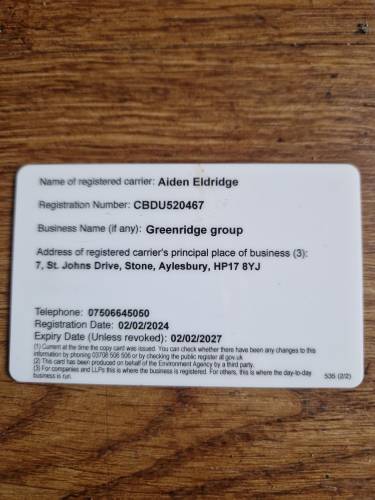 Name of registered carrier: Aiden Eldridge
Registration Number: CBDU520467
Business Name (if any): Greenridge group
Address of registered carrier's principal place of business (3):
7, St. Johns Drive, Stone, Aylesbury, HP17 8YJ
Telephone: 07506645050
Registration Date: 02/02/2024
Expiry Date (Unless revoked): 02/02/2027
(1) Current at the time the copy card was issued. You can check whether there have been any changes to this
information by phoning 03708 506 506 or by checking the public register at gov.uk
(2) This card has been produced on behalf of the Environment Agency by a third party.
(3) For companies and LLPs this is where the business is registered. For others, this is where the day-to-day
business is run.
535 (2/2)